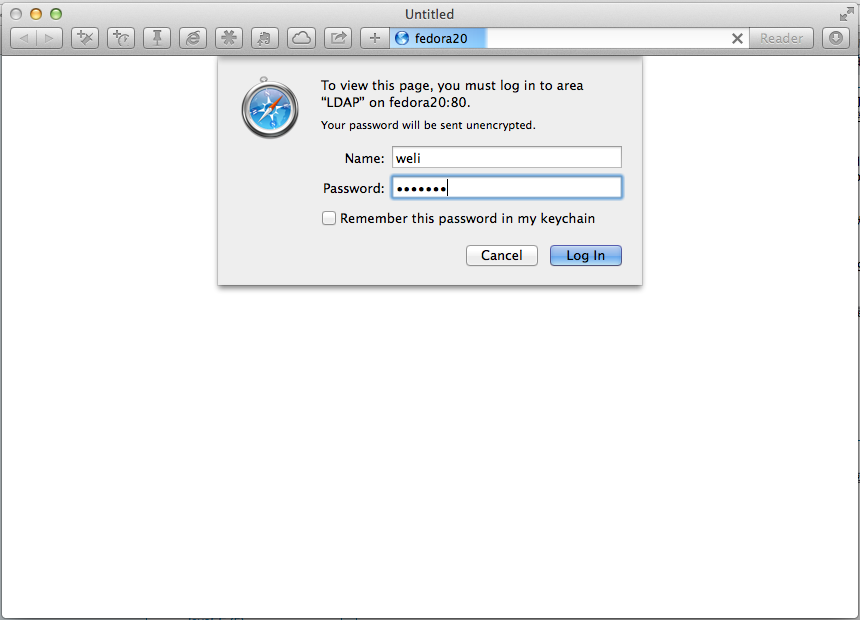 Untitled
fedora20
Reader
To view this page, you must log in to area
“LDAP” on fedora20:80.
Your password will be sent unencrypted.
Name: weli
Password: •••••••
Remember this password in my keychain
Cancel Log In